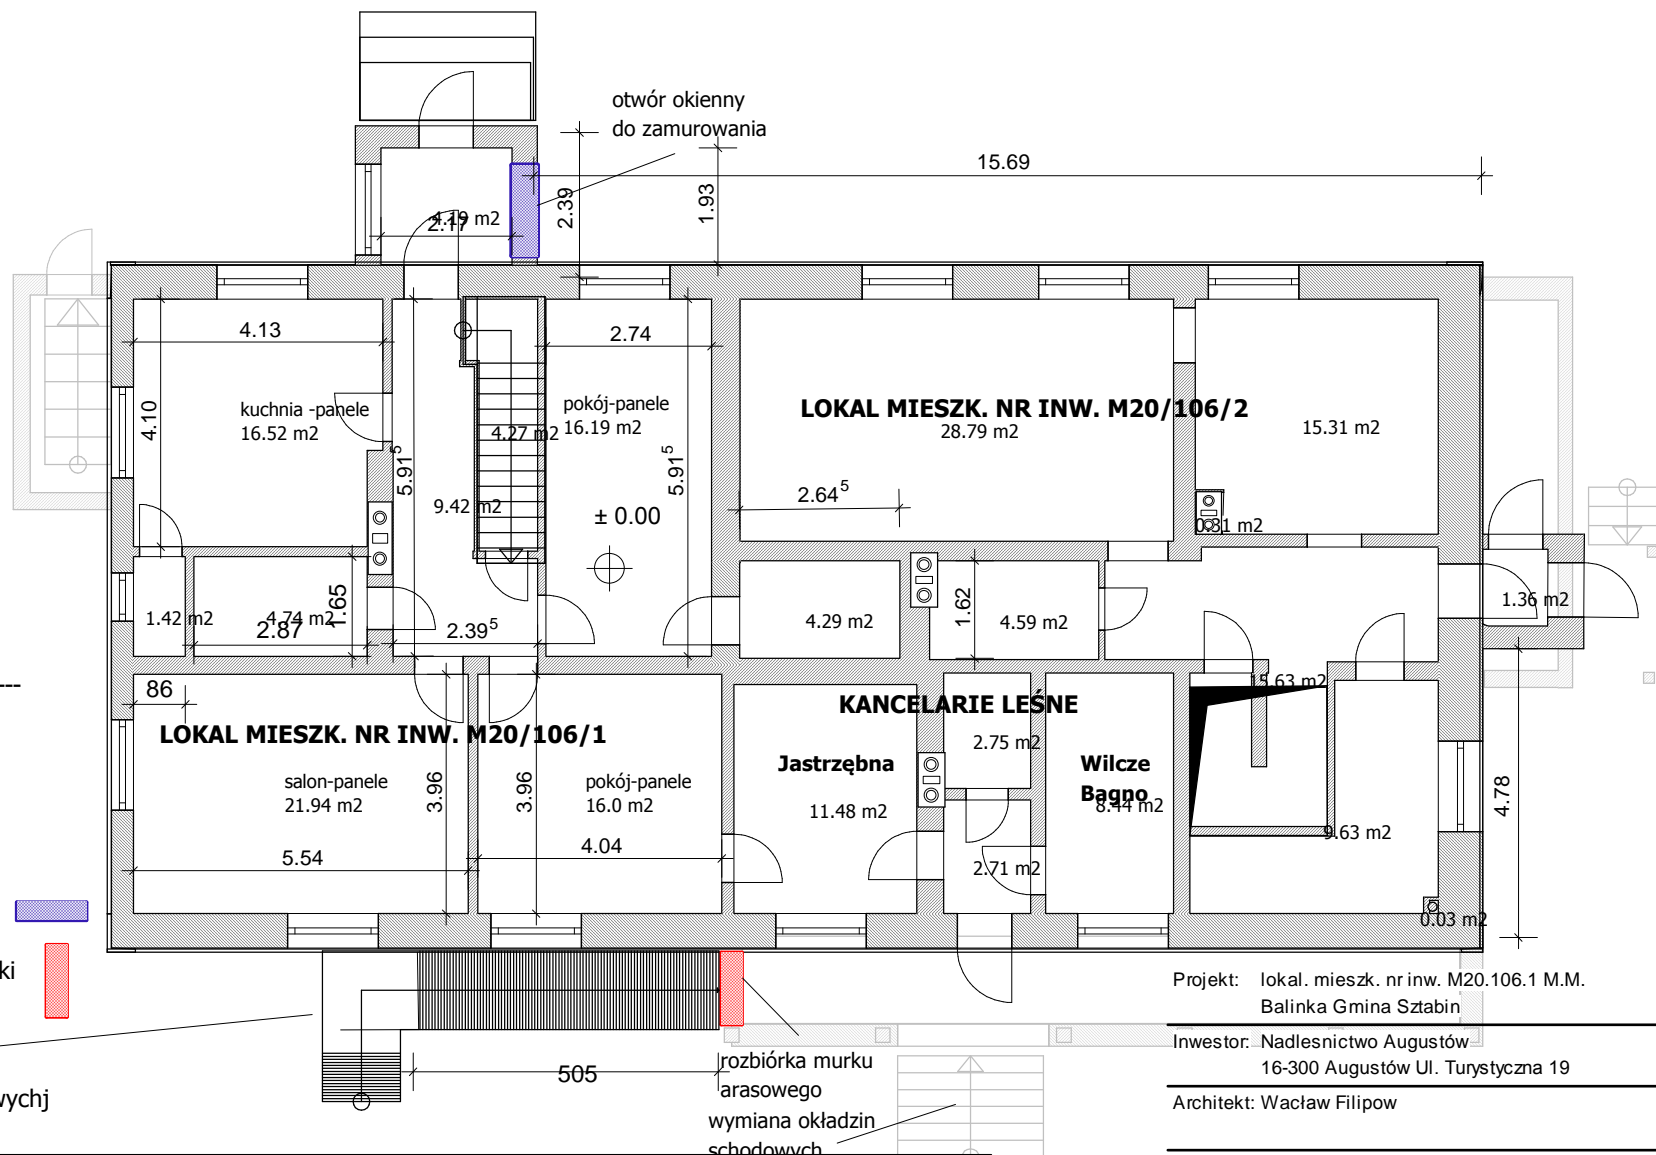 otwór okienny
do zamurowania
15.69
2.39
1.93
4.19 m2
2.17
4.13
2.74
4.10
kuchnia -panele
16.52 m2
pokój-panele
16.19 m2
4.27 m2
5.91⁵
5.91⁵
9.42 m2
± 0.00
LOKAL MIESZK. NR INW. M20/106/2
28.79 m2
15.31 m2
2.64⁵
0.31 m2
1.42 m2
4.74 m2
1.65
2.87
2.39⁵
4.29 m2
1.62
4.59 m2
1.36 m2
86
LOKAL MIESZK. NR INW. M20/106/1
KANCELARIE LEŚNE
15.63 m2
2.75 m2
Jastrzębna
11.48 m2
Wilcze
Bagno
8.44 m2
salon-panele
21.94 m2
3.96
3.96
pokój-panele
16.0 m2
5.54
4.04
2.71 m2
9.63 m2
4.78
0.03 m2
ki
wychj
505
rozbiórka murku
arasowego
wymiana okładzin
schodowych
Projekt: lokal. mieszk. nr inw. M20.106.1 M.M.
Balinka Gmina Sztabin
Inwestor: Nadlesnictwo Augustów
16-300 Augustów Ul. Turystyczna 19
Architekt: Wacław Filipow